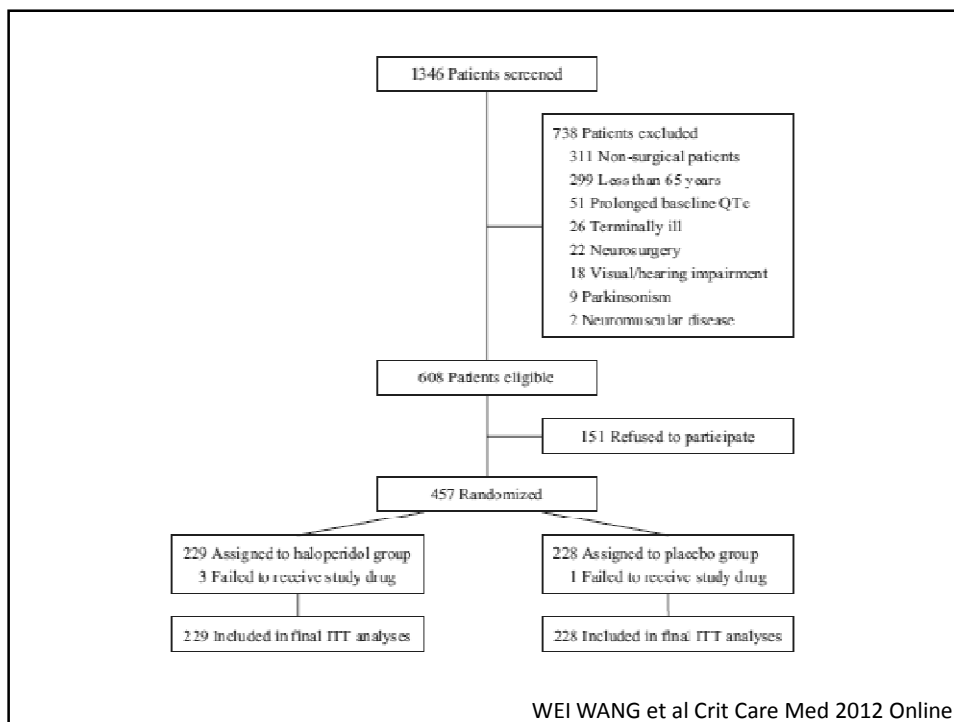 1346 Patients screened
738 Patients excluded
311 Non-surgical patients
299 Less than 65 years
51 Prolonged baseline QTc
26 Terminally ill
22 Neurosurgery
18 Visual/hearing impairment
9 Parkinsonism
2 Neuromuscular disease
608 Patients eligible
151 Refused to participate
457 Randomized
229 Assigned to haloperidol group
3 Failed to receive study drug
228 Assigned to placebo group
1 Failed to receive study drug
229 Included in final ITT analyses
228 Included in final ITT analyses
WEI WANG et al Crit Care Med 2012 Online